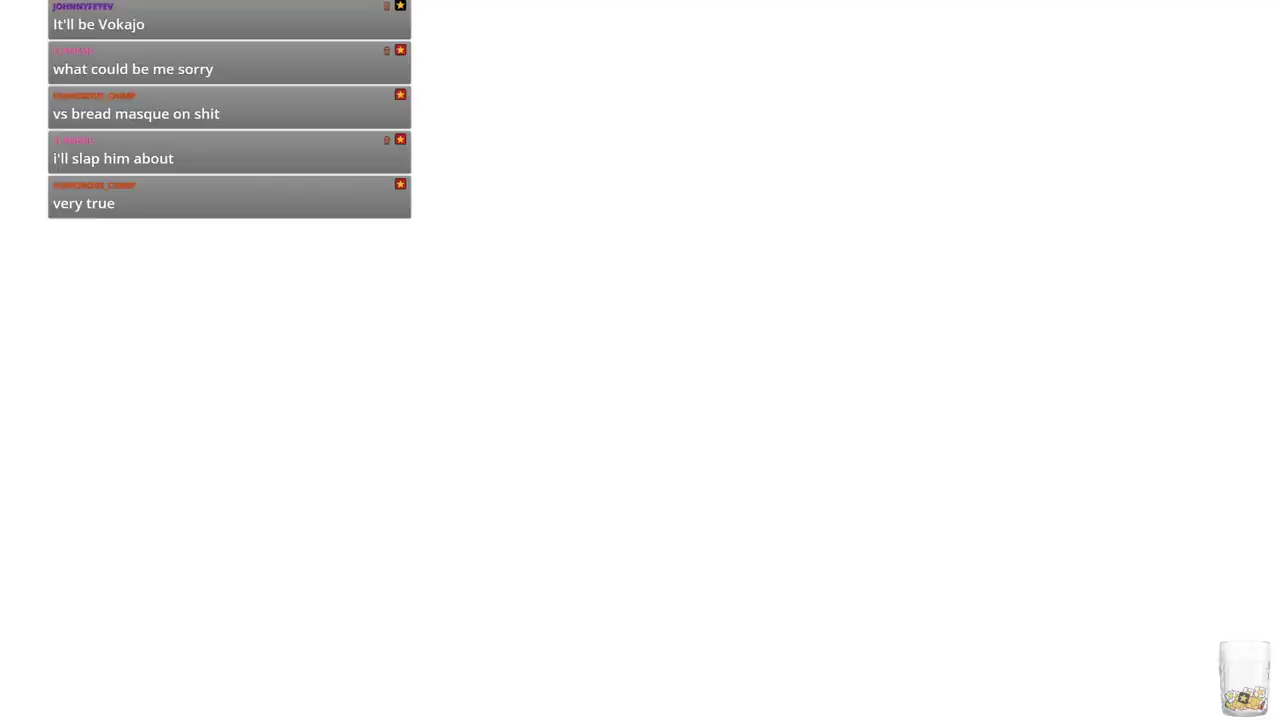 JOHNNYFEYEV
It'll be Vokajo
what could be me sorry
vs bread masque on shit
i'll slap him about
very true